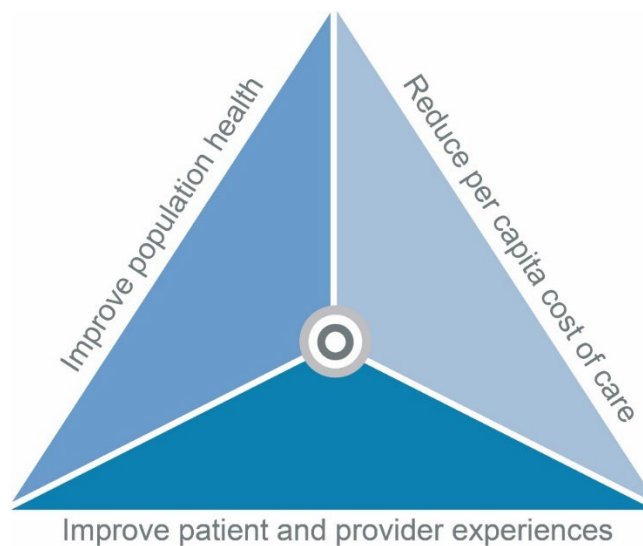 Improve population health
Reduce per capita cost of care
Improve patient and provider experiences